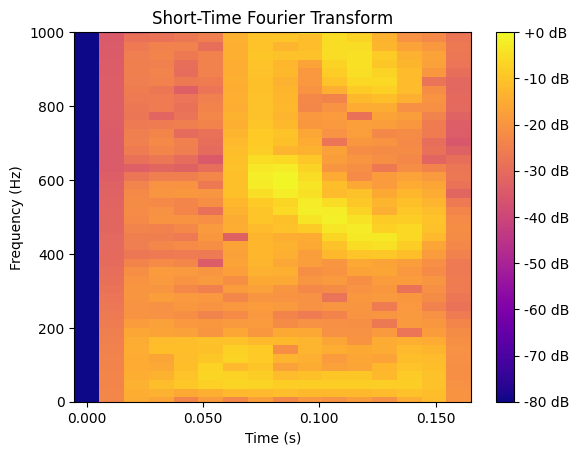 Short-Time Fourier Transform
1000
800
600
400
200
0
Frequency (Hz)
0.000
0.050
0.100
0.150
Time (s)
+0 dB
-10 dB
-20 dB
-30 dB
-40 dB
-50 dB
-60 dB
-70 dB
-80 dB